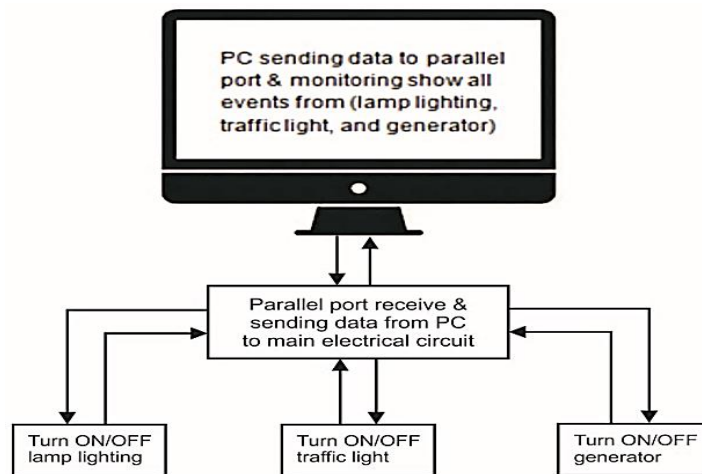 PC sending data to parallel
port & monitoring show all
events from (lamp lighting,
traffic light, and generator)
Parallel port receive &
sending data from PC
to main electrical circuit
Turn ON/OFF
lamp lighting
Turn ON/OFF
traffic light
Turn ON/OFF
generator